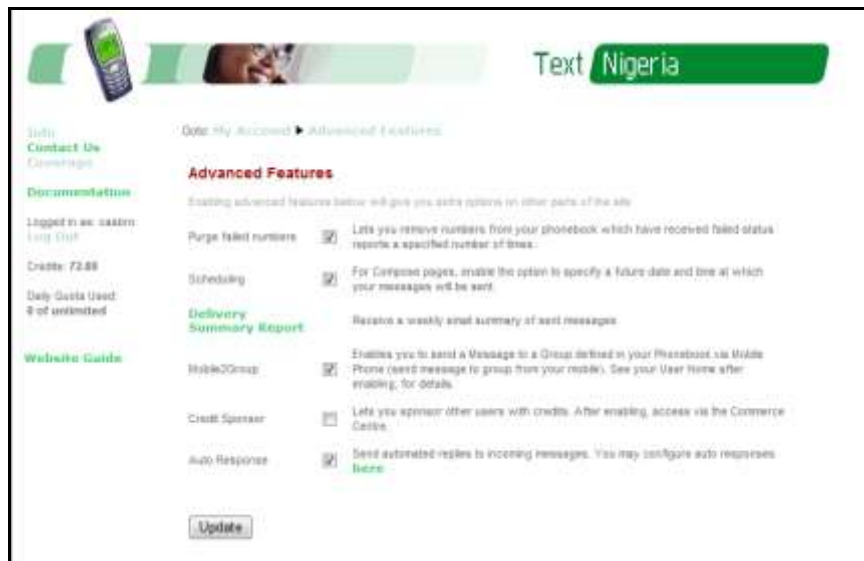 Text Nigeria
Info
Contact Us
Coverage
Documentation
Logged in as:
Log Out
Credits:
Daily Quota Used:
0 of unlimited
Website Guide
Goto: My Account ▶ Advanced Features
Advanced Features
Enabling advanced features below will give you extra options on other parts of the site
Purge failed numbers
Lets you remove numbers from your phonebook which have received failed status
reports a specified number of times.
Scheduling
For Compose pages, enable the option to specify a future date and time at which
your messages will be sent
Delivery
Summary Report
Receive a weekly email summary of sent messages
Mobile2Group
Enables you to send a Message to a Group defined in your Phonebook via Mobile
Phone (send message to group from your mobile). See your User Home after
enabling, for details.
Credit Sponsor
Lets you sponsor other users with credits. After enabling, access via the Commerce
Centre.
Auto Response
Send automated replies to incoming messages. You may configure auto responses
here
Update